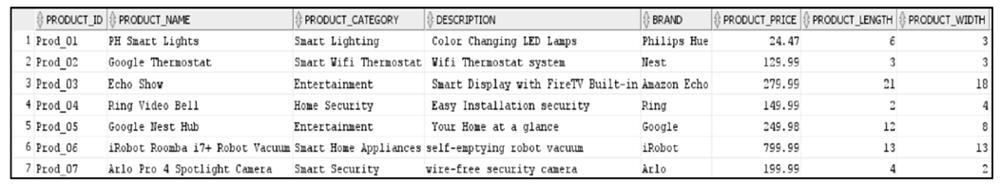 PRODUCT_ID PRODUCT_NAME PRODUCT_CATEGORY DESCRIPTION BRAND PRODUCT_PRICE PRODUCT_LENGTH PRODUCT_WIDTH
1 Prod_01 PH Smart Lights Smart Lighting Color Changing LED Lamps Philips Hue 24.47 6 3
2 Prod_02 Google Thermostat Smart Wifi Thermostat Wifi Thermostat system Nest 129.99 3 3
3 Prod_03 Echo Show Entertainment Smart Display with FireTV Built-in Amazon Echo 279.99 21 18
4 Prod_04 Ring Video Bell Home Security Easy Installation security Ring 149.99 2 4
5 Prod_05 Google Nest Hub Entertainment Your Home at a glance Google 249.98 12 8
6 Prod_06 iRobot Roomba i7+ Robot Vacuum Smart Home Appliances self-emptying robot vacuum iRobot 799.99 13 13
7 Prod_07 Arlo Pro 4 Spotlight Camera Smart Security wire-free security camera Arlo 199.99 4 2